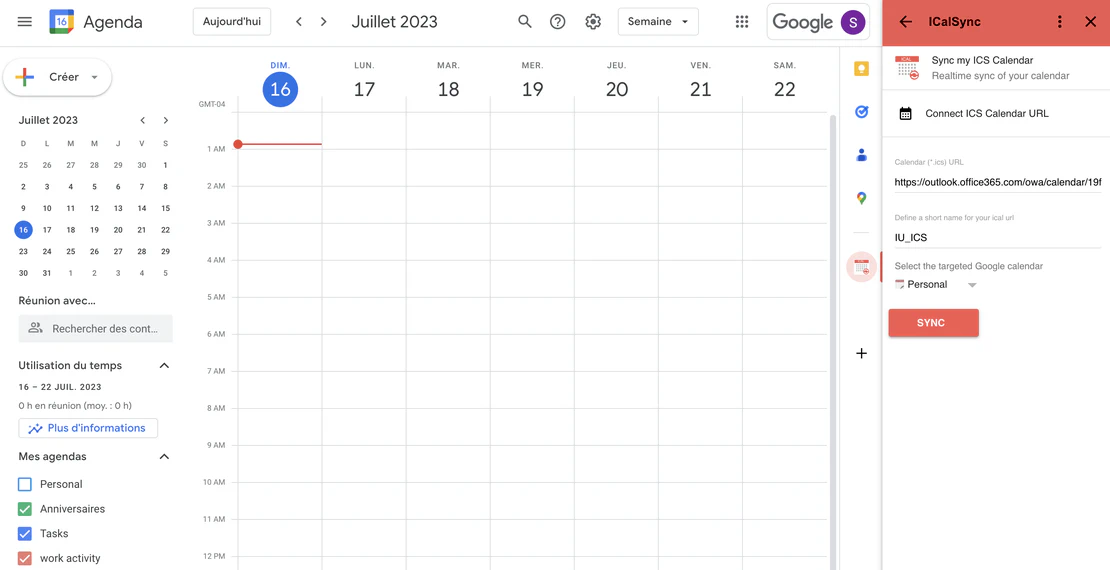 16 Agenda Aujourd'hui Juillet 2023 Semaine Google S
Créer
Juillet 2023
D L M M J V S
25 26 27 28 29 30 1
2 3 4 5 6 7 8
9 10 11 12 13 14 15
16 17 18 19 20 21 22
23 24 25 26 27 28 29
30 31 1 2 3 4 5
Réunion avec...
Rechercher des cont...
Utilisation du temps
16 – 22 JUIL. 2023
0 h en réunion (moy. : 0 h)
Plus d'informations
Mes agendas
Personal
Anniversaires
Tasks
work activity
DIM. LUN. MAR. MER. JEU. VEN. SAM.
16 17 18 19 20 21 22
GMT-04
1 AM
2 AM
3 AM
4 AM
5 AM
6 AM
7 AM
8 AM
9 AM
10 AM
11 AM
12 PM
ICalSync
Sync my ICS Calendar
Realtime sync of your calendar
Connect ICS Calendar URL
Calendar (*.ics) URL
https://outlook.office365.com/owa/calendar/19f
Define a short name for your ical url
IU_ICS
Select the targeted Google calendar
Personal
SYNC